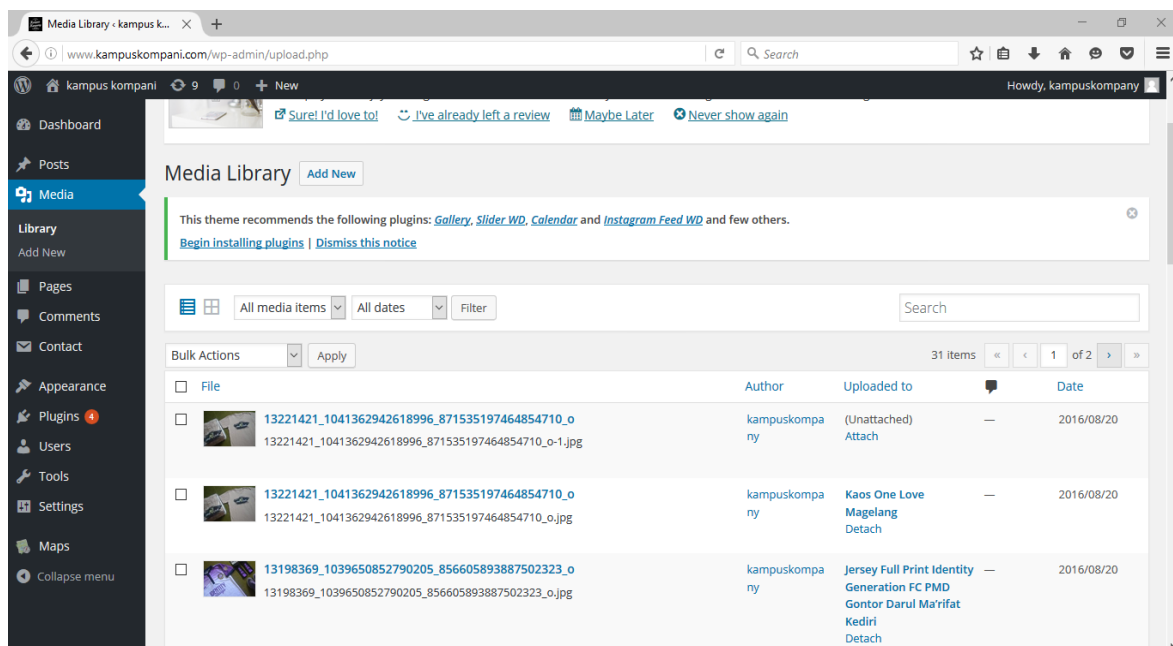 Media Library ‹ kampus k...
www.kampuskompani.com/wp-admin/upload.php
Search
kampus kompani 9 0 + New
Howdy, kampuskompany
Sure! I'd love to! I've already left a review Maybe Later Never show again
Dashboard
Posts
Media
Library
Add New
Pages
Comments
Contact
Appearance
Plugins 4
Users
Tools
Settings
Maps
Collapse menu
Media Library Add New
This theme recommends the following plugins: Gallery, Slider WD, Calendar and Instagram Feed WD and few others.
Begin installing plugins | Dismiss this notice
All media items All dates Filter
Search
Bulk Actions Apply
31 items « ‹ 1 of 2 › »
File Author Uploaded to Date
13221421_1041362942618996_871535197464854710_o
13221421_1041362942618996_871535197464854710_o-1.jpg
kampuskompa
ny
(Unattached)
Attach
—
2016/08/20
13221421_1041362942618996_871535197464854710_o
13221421_1041362942618996_871535197464854710_o.jpg
kampuskompa
ny
Kaos One Love
Magelang
Detach
—
2016/08/20
13198369_1039650852790205_856605893887502323_o
13198369_1039650852790205_856605893887502323_o.jpg
kampuskompa
ny
Jersey Full Print Identity
Generation FC PMD
Gontor Darul Ma'rifat
Kediri
Detach
—
2016/08/20